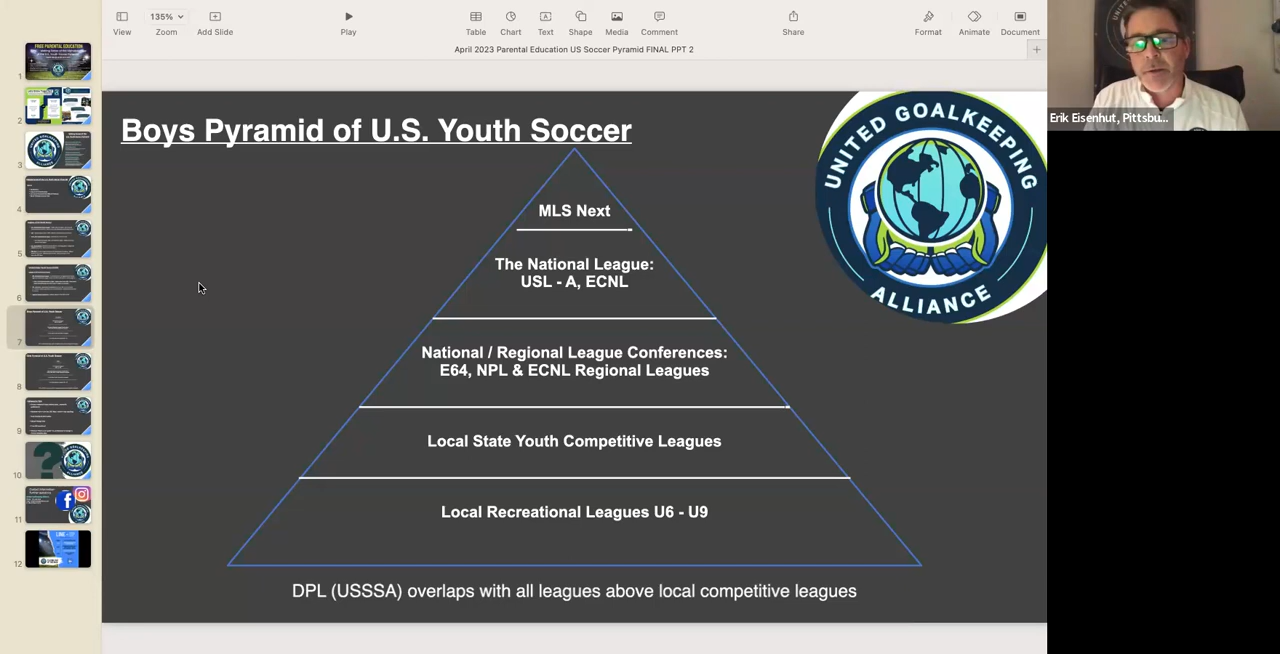 135%
View
Zoom
Add Slide
Play
Table
Chart
Text
Shape
Media
Comment
Share
Format
Animate
Document
April 2023 Parental Education US Soccer Pyramid FINAL PPT 2
Boys Pyramid of U.S. Youth Soccer
MLS Next
The National League:
USL - A, ECNL
National / Regional League Conferences:
E64, NPL & ECNL Regional Leagues
Local State Youth Competitive Leagues
Local Recreational Leagues U6 - U9
DPL (USSSA) overlaps with all leagues above local competitive leagues
UNITED GOALKEEPING
ALLIANCE
Erik Eisenhut, Pittsbu...
1
FREE PARENTAL EDUCATION
2
3
4
5
6
7
8
9
10
11
12